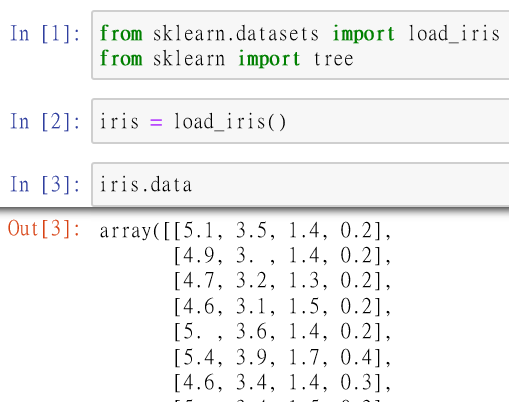 In [1]: from sklearn.datasets import load_iris
from sklearn import tree
In [2]: iris = load_iris()
In [3]: iris.data
Out[3]: array([[5.1, 3.5, 1.4, 0.2],
[4.9, 3. , 1.4, 0.2],
[4.7, 3.2, 1.3, 0.2],
[4.6, 3.1, 1.5, 0.2],
[5. , 3.6, 1.4, 0.2],
[5.4, 3.9, 1.7, 0.4],
[4.6, 3.4, 1.4, 0.3],